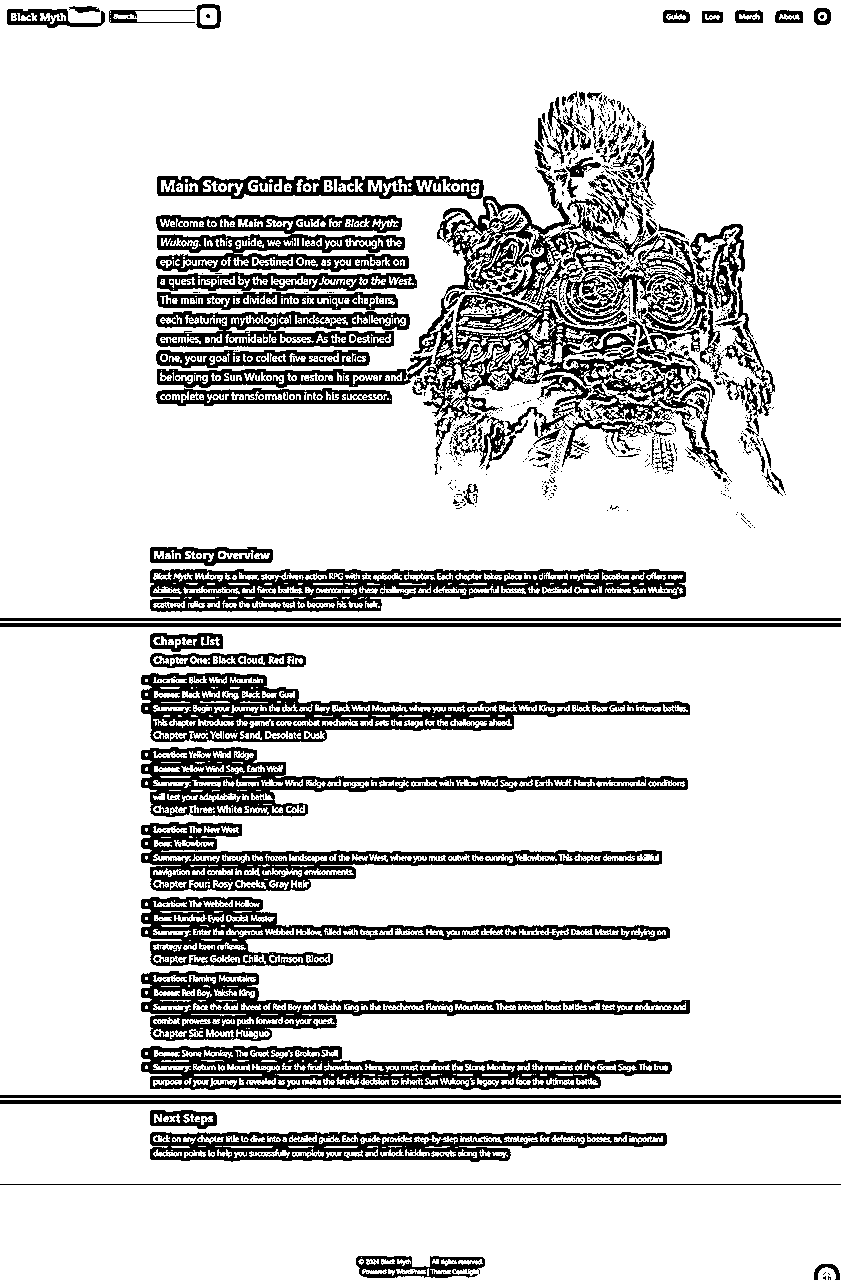 Black Myth
Search
Guide Lore Merch About
Main Story Guide for Black Myth: Wukong
Welcome to the Main Story Guide for Black Myth:
Wukong. In this guide, we will lead you through the
epic journey of the Destined One, as you embark on
a quest inspired by the legendary Journey to the West.
The main story is divided into six unique chapters,
each featuring mythological landscapes, challenging
enemies, and formidable bosses. As the Destined
One, your goal is to collect five sacred relics
belonging to Sun Wukong to restore his power and
complete your transformation into his successor.
Main Story Overview
Black Myth: Wukong is a linear, story-driven action RPG with six episodic chapters. Each chapter takes place in a different mythical location and offers new
abilities, transformations, and fierce battles. By overcoming these challenges and defeating powerful bosses, the Destined One will retrieve Sun Wukong's
scattered relics and face the ultimate test to become his true heir.
Chapter List
Chapter One: Black Cloud, Red Fire
Location: Black Wind Mountain
Bosses: Black Wind King, Black Bear Guai
Summary: Begin your journey in the dark and fiery Black Wind Mountain, where you must confront Black Wind King and Black Bear Guai in intense battles.
This chapter introduces the game's core combat mechanics and sets the stage for the challenges ahead.
Chapter Two: Yellow Sand, Desolate Dusk
Location: Yellow Wind Ridge
Bosses: Yellow Wind Sage, Earth Wolf
Summary: Traverse the barren Yellow Wind Ridge and engage in strategic combat with Yellow Wind Sage and Earth Wolf. Harsh environmental conditions
will test your adaptability in battle.
Chapter Three: White Snow, Ice Cold
Location: The New West
Boss: Yellowbrow
Summary: Journey through the frozen landscapes of the New West, where you must outwit the cunning Yellowbrow. This chapter demands skillful
navigation and combat in cold, unforgiving environments.
Chapter Four: Rosy Cheeks, Gray Hair
Location: The Webbed Hollow
Boss: Hundred-Eyed Daoist Master
Summary: Enter the dangerous Webbed Hollow, filled with traps and illusions. Here, you must defeat the Hundred-Eyed Daoist Master by relying on
strategy and keen reflexes.
Chapter Five: Golden Child, Crimson Blood
Location: Flaming Mountains
Bosses: Red Boy, Yaksha King
Summary: Face the dual threat of Red Boy and Yaksha King in the treacherous Flaming Mountains. These intense boss battles will test your endurance and
combat prowess as you push forward on your quest.
Chapter Six: Mount Huaguo
Bosses: Stone Monkey, The Great Sage's Broken Shell
Summary: Return to Mount Huaguo for the final showdown. Here, you must confront the Stone Monkey and the remains of the Great Sage. The true
purpose of your journey is revealed as you make the fateful decision to inherit Sun Wukong's legacy and face the ultimate battle.
Next Steps
Click on any chapter title to dive into a detailed guide. Each guide provides step-by-step instructions, strategies for defeating bosses, and important
decision points to help you successfully complete your quest and unlock hidden secrets along the way.
© 2024 Black Myth All rights reserved.
Powered by WordPress | Theme: